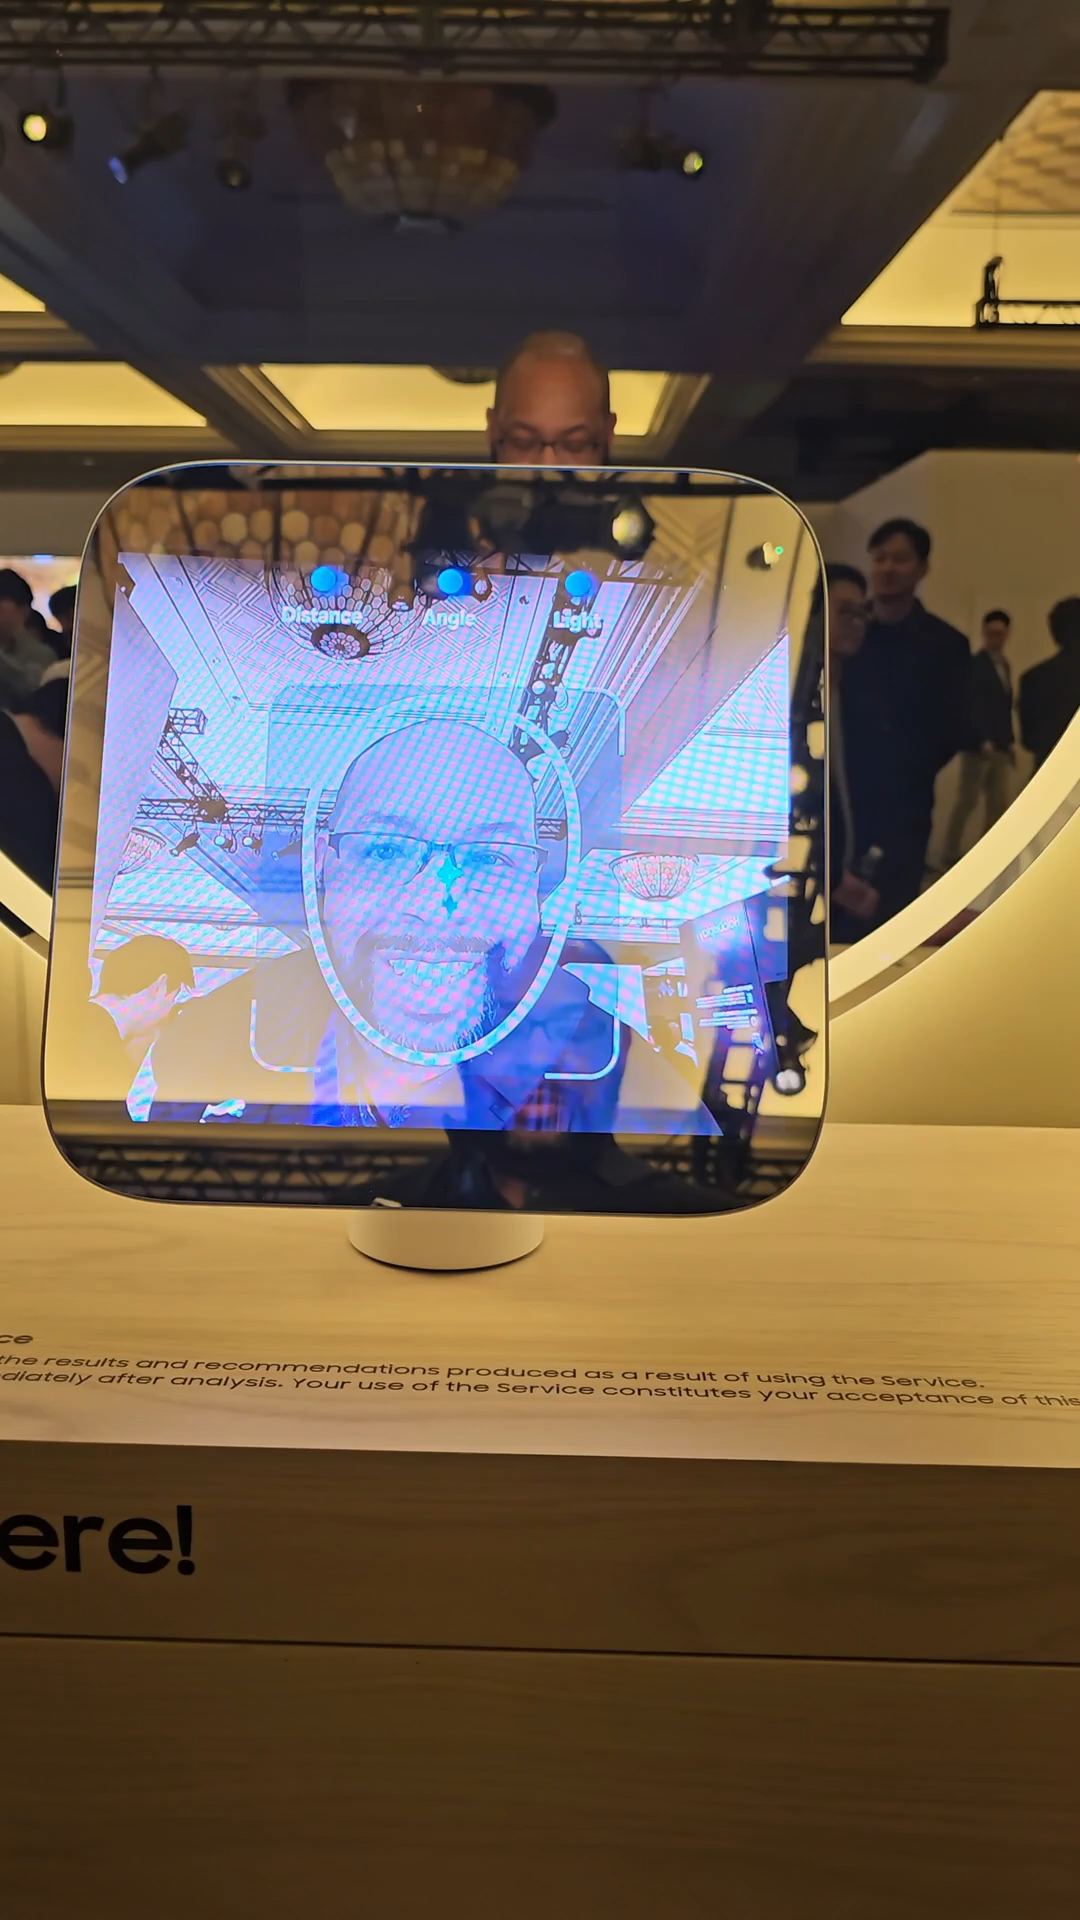 Distance Angle Light
ce
the results and recommendations produced as a result of using the Service.
diately after analysis. Your use of the Service constitutes your acceptance of this
ere!